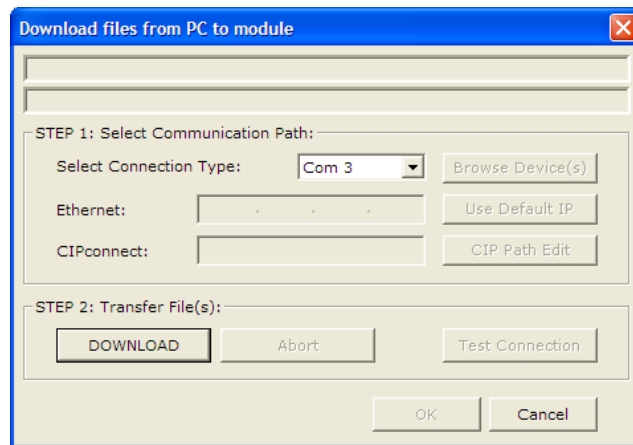 Download files from PC to module
STEP 1: Select Communication Path:
Select Connection Type: Com 3 Browse Device(s)
Ethernet: . . . Use Default IP
CIPconnect: CIP Path Edit
STEP 2: Transfer File(s):
DOWNLOAD Abort Test Connection
OK Cancel